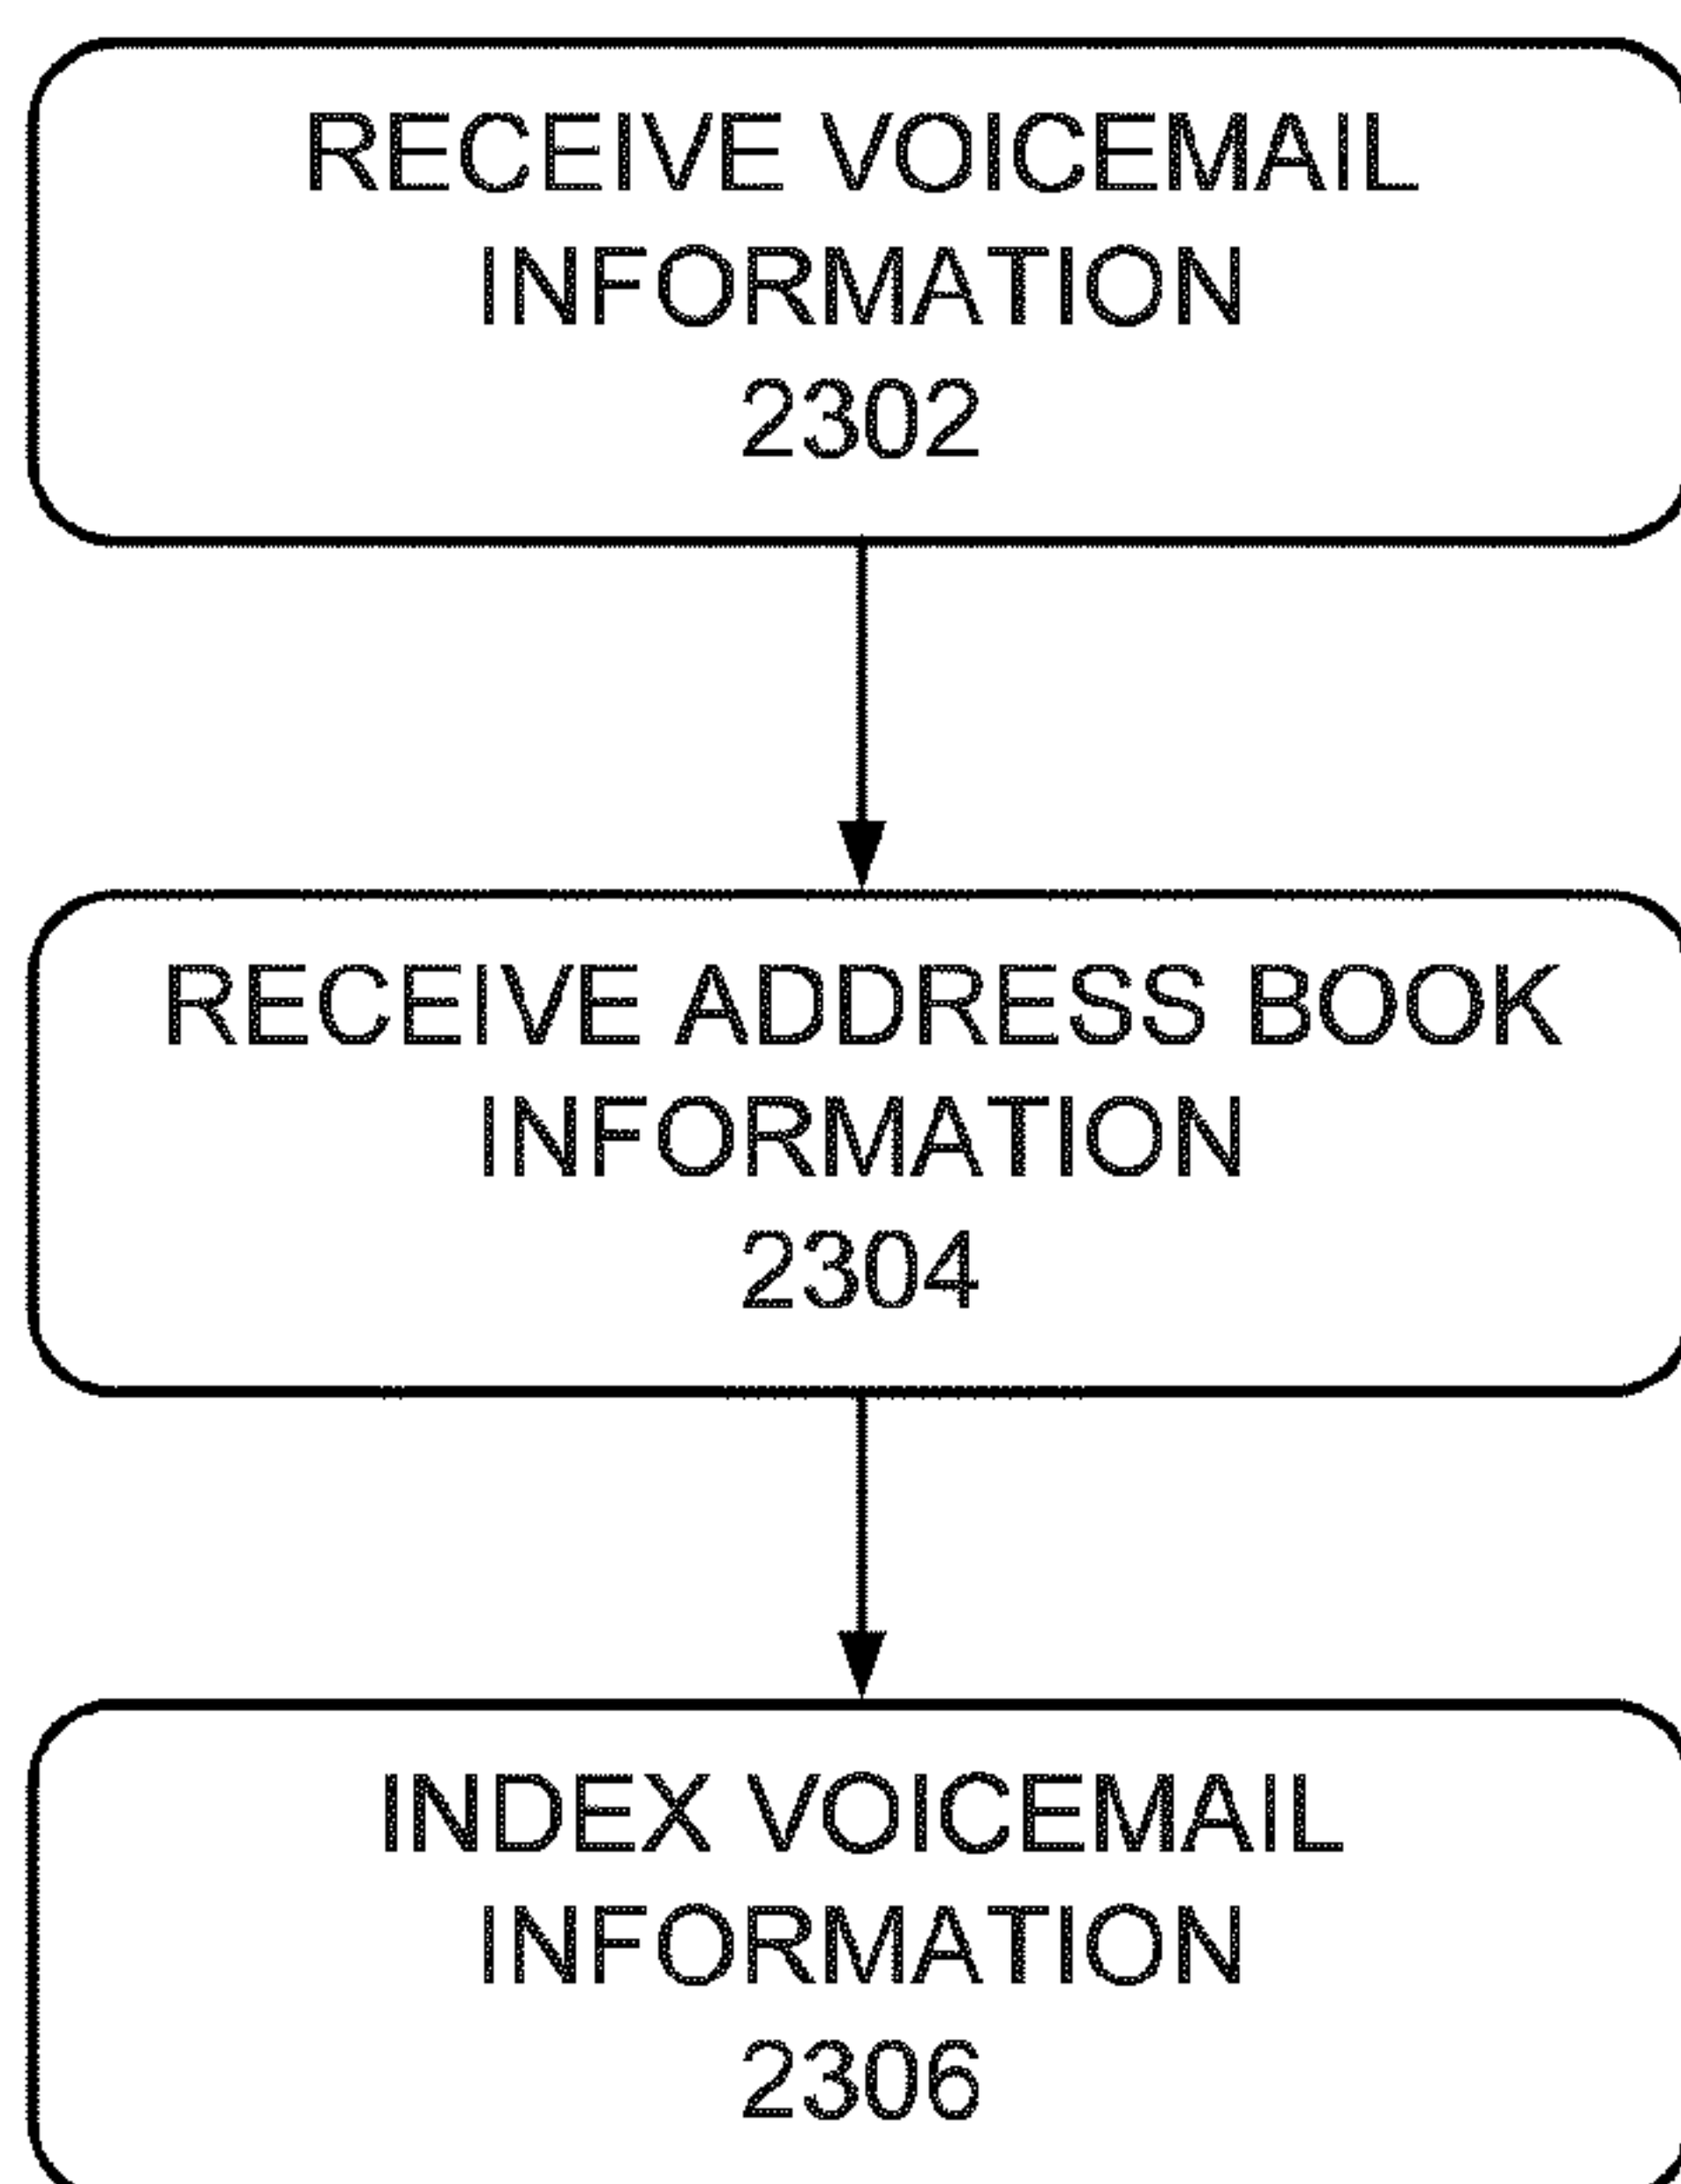 RECEIVE VOICEMAIL
INFORMATION
2302
RECEIVE ADDRESS BOOK
INFORMATION
2304
INDEX VOICEMAIL
INFORMATION
2306